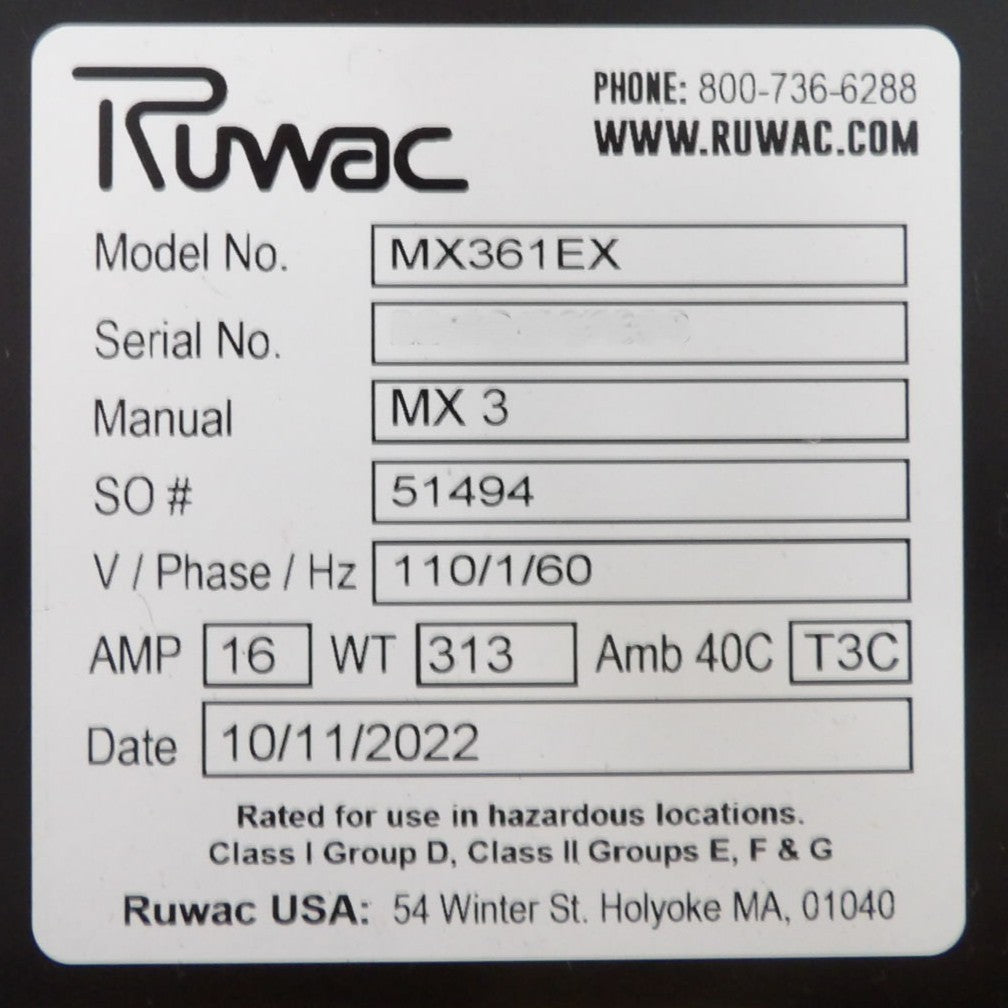 Ruwac
PHONE: 800-736-6288
WWW.RUWAC.COM
Model No. MX361EX
Serial No.
Manual MX 3
SO # 51494
V / Phase / Hz 110/1/60
AMP 16 WT 313 Amb 40C T3C
Date 10/11/2022
Rated for use in hazardous locations.
Class I Group D, Class II Groups E, F & G
Ruwac USA: 54 Winter St. Holyoke MA, 01040